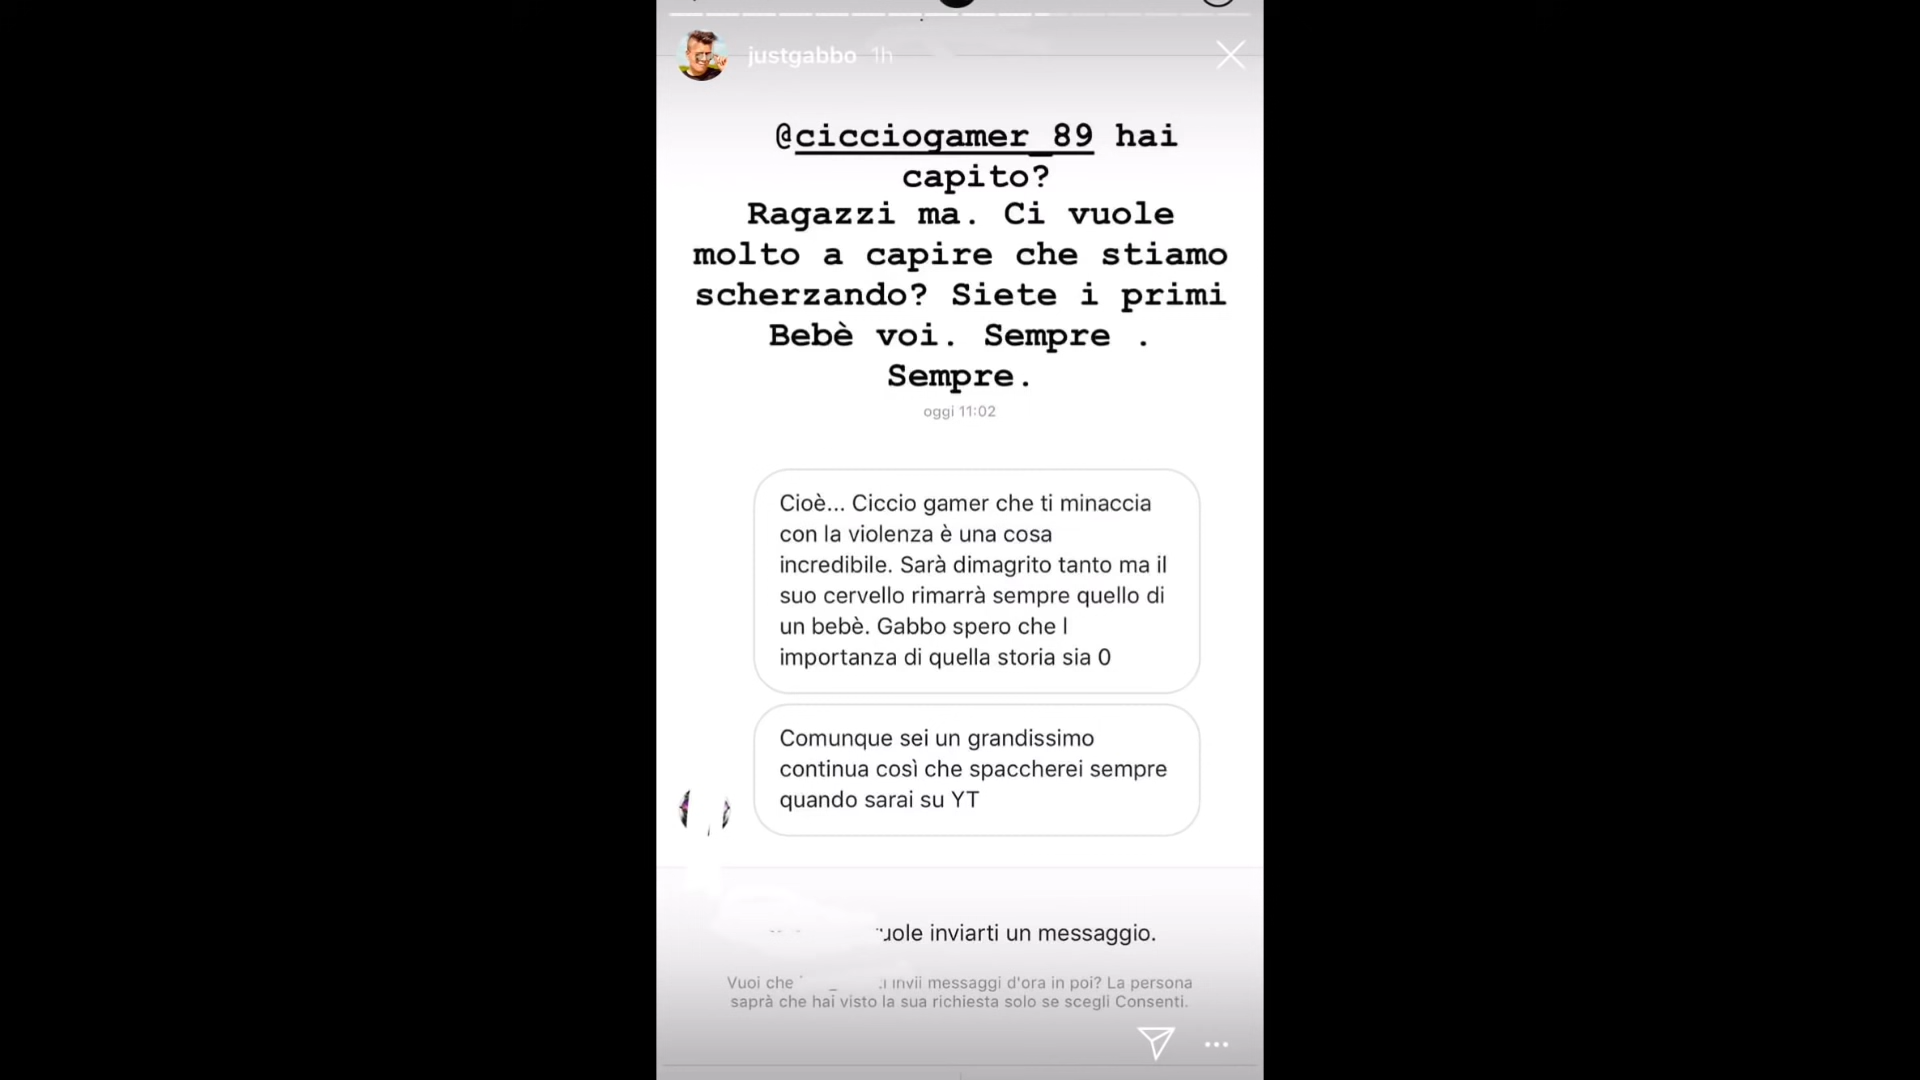 justgabbo 1h
@cicciogamer_89 hai
capito?
Ragazzi ma. Ci vuole
molto a capire che stiamo
scherzando? Siete i primi
Bebè voi. Sempre .
Sempre.
oggi 11:02
Cioè... Ciccio gamer che ti minaccia
con la violenza è una cosa
incredibile. Sarà dimagrito tanto ma il
suo cervello rimarrà sempre quello di
un bebè. Gabbo spero che l
importanza di quella storia sia 0
Comunque sei un grandissimo
continua così che spaccherei sempre
quando sarai su YT
uole inviarti un messaggio.
Vuoi che i invii messaggi d'ora in poi? La persona
saprà che hai visto la sua richiesta solo se scegli Consenti.